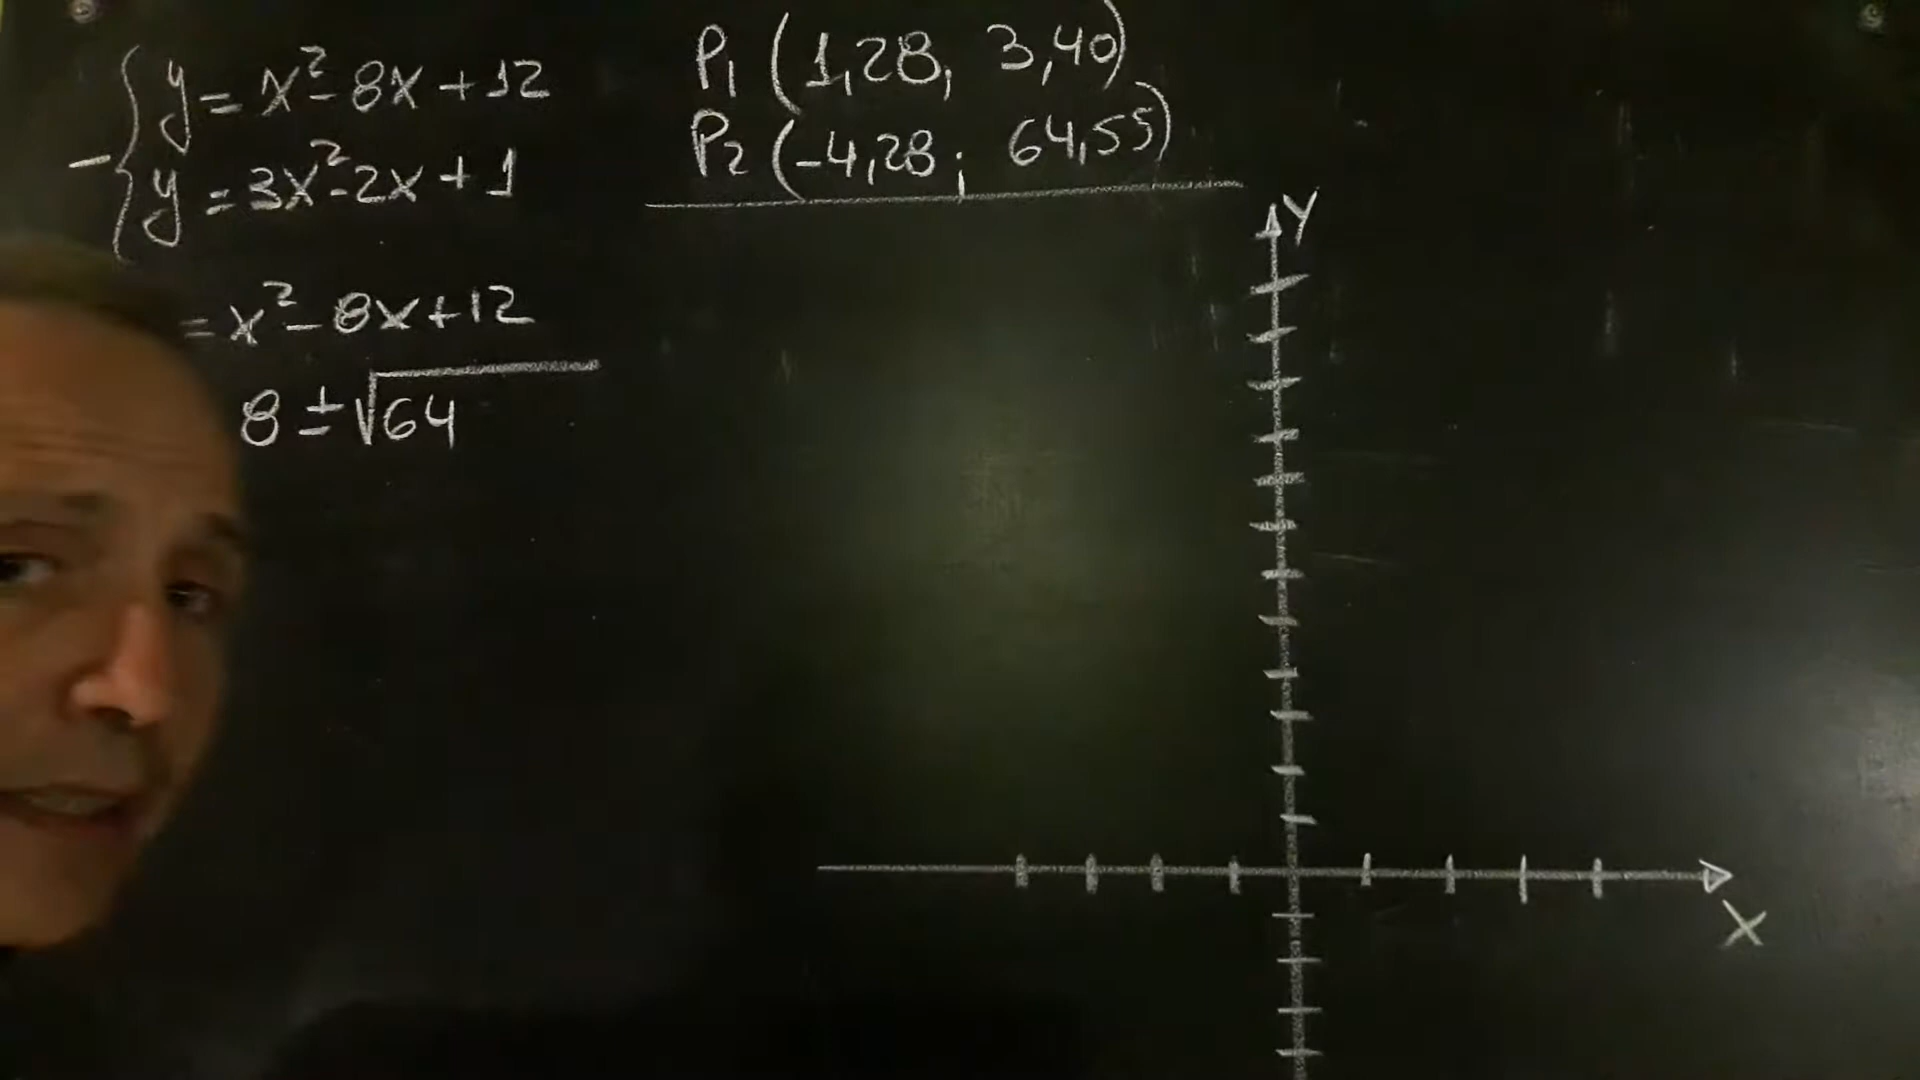 y = x² - 8x + 12
- y = 3x² - 2x + 1
= x² - 8x + 12
8 ± √64
P₁ (1,28; 3,40)
P₂ (-4,28; 64,55)
Y
X